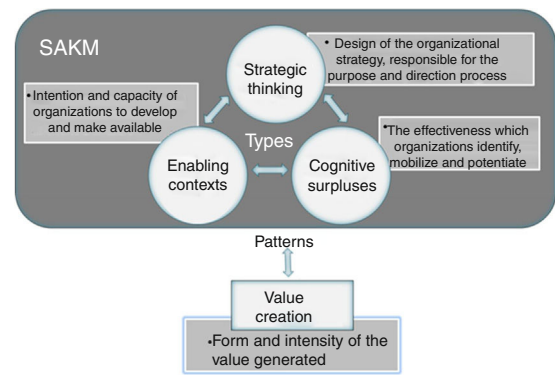 SAKM
• Design of the organizational
strategy, responsible for the
purpose and direction process
Strategic
thinking
•Intention and capacity of
organizations to develop
and make available
Types
•The effectiveness which
organizations identify,
mobilize and potentiate
Enabling
contexts
Cognitive
surpluses
Patterns
Value
creation
•Form and intensity of the
value generated